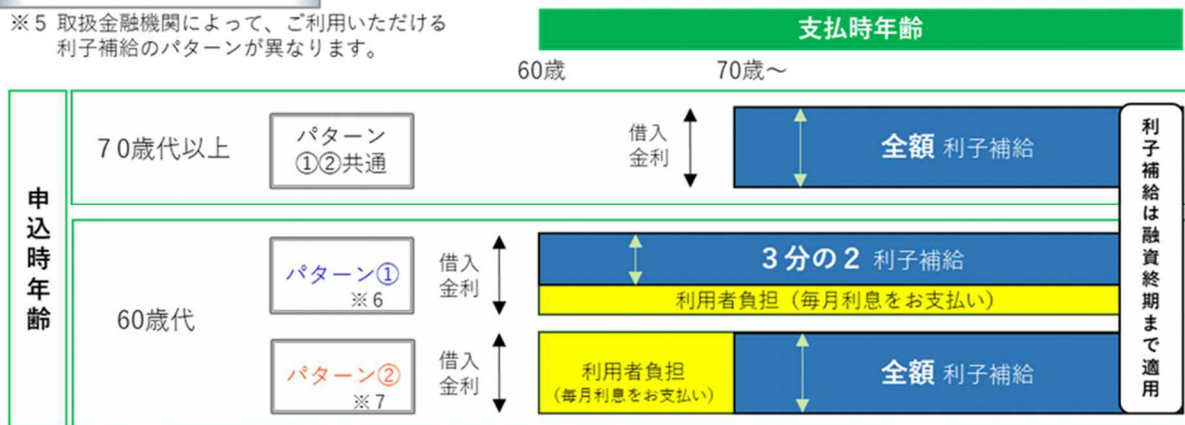 ※5 取扱金融機関によって、ご利用いただける
利子補給のパターンが異なります。
支払時年齢
60歳
70歳～
申込時年齢
70歳代以上
パターン
①②共通
借入
金利
全額 利子補給
60歳代
パターン①
※6
借入
金利
3分の2 利子補給
利用者負担（毎月利息をお支払い）
パターン②
※7
借入
金利
利用者負担
（毎月利息をお支払い）
全額 利子補給
利子補給は融資終期まで適用